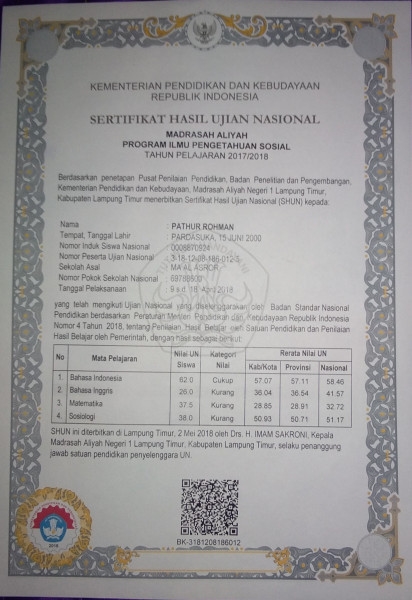 KEMENTERIAN PENDIDIKAN DAN KEBUDAYAAN
REPUBLIK INDONESIA
SERTIFIKAT HASIL UJIAN NASIONAL
MADRASAH ALIYAH
PROGRAM ILMU PENGETAHUAN SOSIAL
TAHUN PELAJARAN 2017/2018
Berdasarkan penetapan Pusat Penilaian Pendidikan, Badan Penelitian dan Pengembangan,
Kementerian Pendidikan dan Kebudayaan, Madrasah Aliyah Negeri 1 Lampung Timur,
Kabupaten Lampung Timur menerbitkan Sertifikat Hasil Ujian Nasional (SHUN) kepada:
Nama : PATHUR ROHMAN
Tempat, Tanggal Lahir : PARDASUKA, 15 JUNI 2000
Nomor Induk Siswa Nasional :
Nomor Peserta Ujian Nasional : 3-18-12-08-186-012-5
Sekolah Asal : MA AL ASROR
Nomor Pokok Sekolah Nasional :
Tanggal Pelaksanaan : 9 s.d. 16 April 2018
yang telah mengikuti Ujian Nasional yang diselenggarakan oleh Badan Standar Nasional
Pendidikan berdasarkan Peraturan Menteri Pendidikan dan Kebudayaan Republik Indonesia
Nomor 4 Tahun 2018, tentang Penilaian Hasil Belajar oleh Satuan Pendidikan dan Penilaian
Hasil Belajar oleh Pemerintah, dengan hasil sebagai berikut:
No Mata Pelajaran Nilai UN Siswa Kategori Nilai Rerata Nilai UN
Kab/Kota Provinsi Nasional
1. Bahasa Indonesia 62.0 Cukup 57.07 57.11 58.46
2. Bahasa Inggris 26.0 Kurang 36.04 36.54 41.57
3. Matematika 37.5 Kurang 28.85 28.91 32.72
4. Sosiologi 38.0 Kurang 50.93 50.71 51.17
SHUN ini diterbitkan di Lampung Timur, 2 Mei 2018 oleh Drs. H. IMAM SAKRONI, Kepala
Madrasah Aliyah Negeri 1 Lampung Timur, Kabupaten Lampung Timur, selaku penanggung
jawab satuan pendidikan penyelenggara UN.
2018
BK-3181208186012